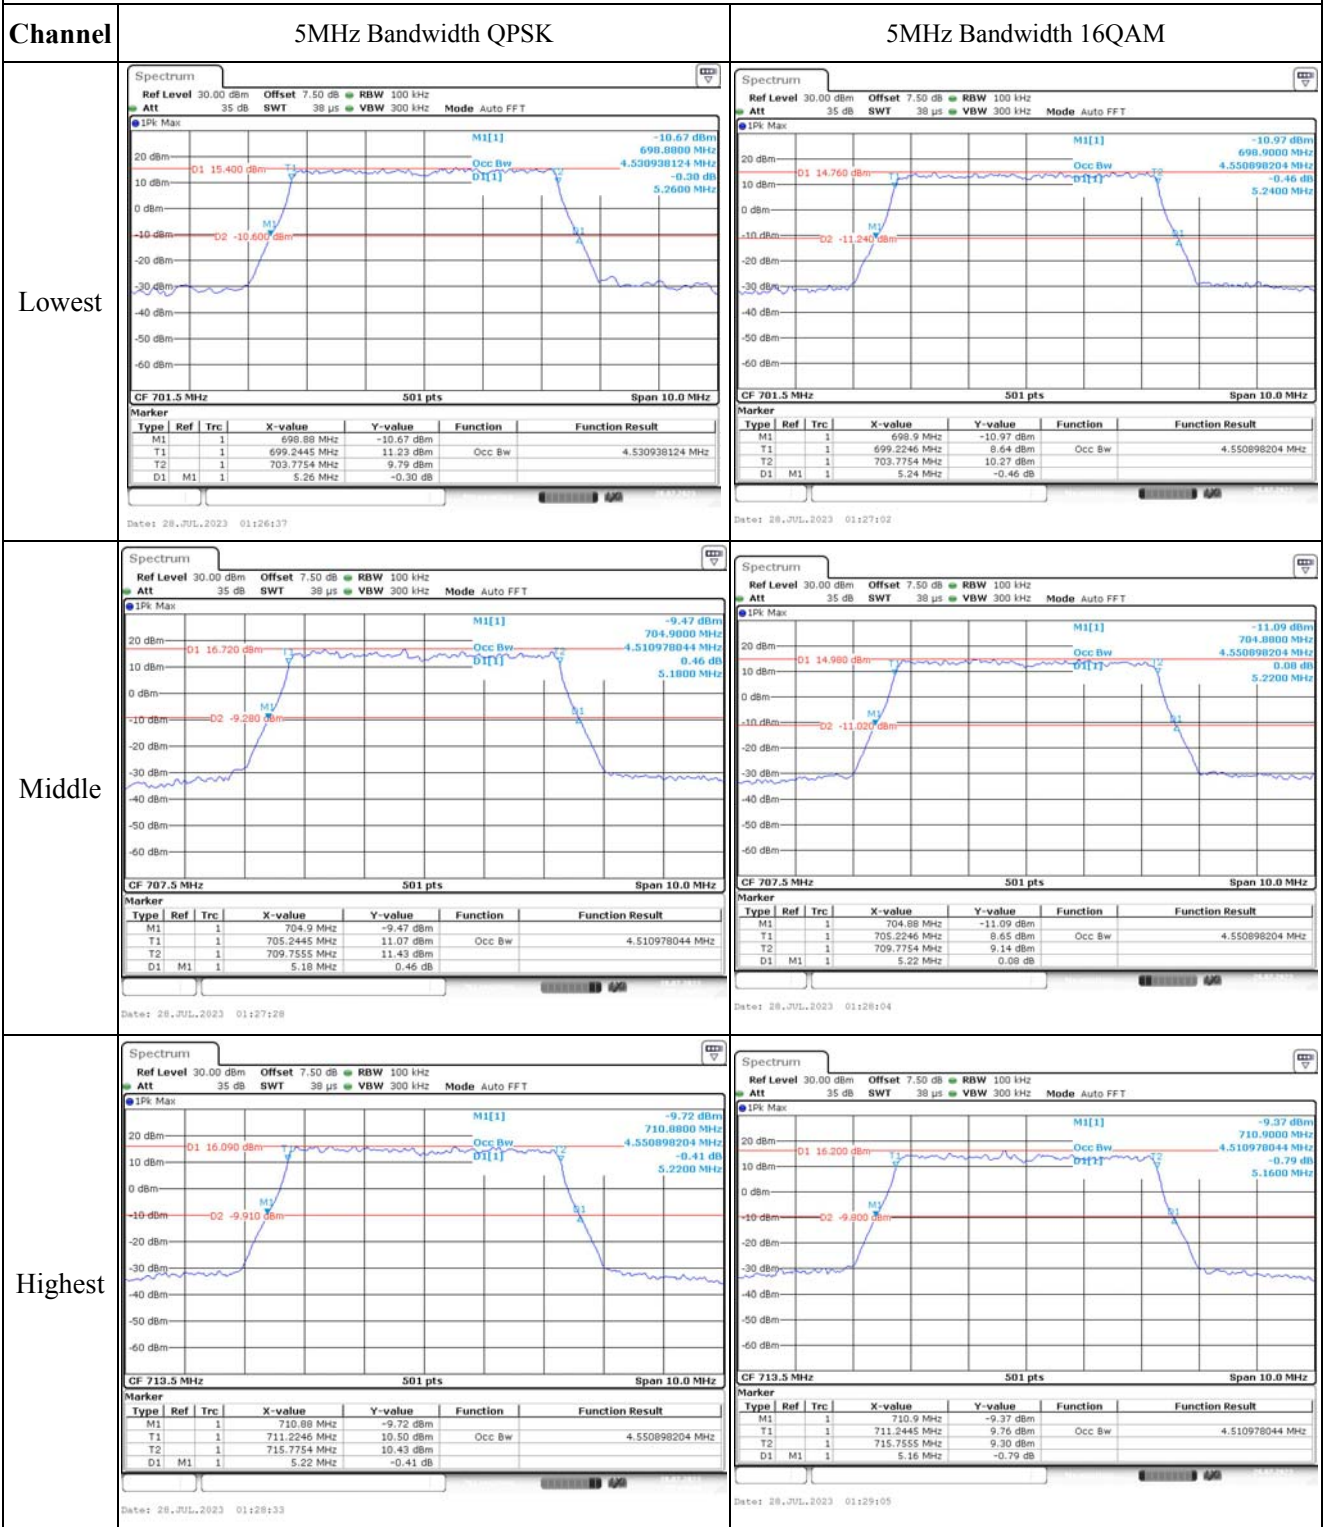 Channel 5MHz Bandwidth QPSK 5MHz Bandwidth 16QAM
Lowest
Spectrum
Ref Level 30.00 dBm Offset 7.50 dB RBW 100 kHz
Att 35 dB SWT 38 µs VBW 300 kHz Mode Auto FFT
1Pk Max
M1[1] -10.67 dBm
698.8800 MHz
Occ Bw 4.530938124 MHz
D1[1] -0.30 dB
5.2600 MHz
20 dBm
D1 15.400 dBm
10 dBm
0 dBm
-10 dBm
D2 -10.600 dBm
-20 dBm
-30 dBm
-40 dBm
-50 dBm
-60 dBm
T1
T2
M1
D1
CF 701.5 MHz 501 pts Span 10.0 MHz
Marker
Type Ref Trc X-value Y-value Function Function Result
M1 1 698.88 MHz -10.67 dBm
T1 1 699.2445 MHz 11.23 dBm Occ Bw 4.530938124 MHz
T2 1 703.7754 MHz 9.79 dBm
D1 M1 1 5.26 MHz -0.30 dB
Date: 28.JUL.2023 01:26:37
Spectrum
Ref Level 30.00 dBm Offset 7.50 dB RBW 100 kHz
Att 35 dB SWT 38 µs VBW 300 kHz Mode Auto FFT
1Pk Max
M1[1] -10.97 dBm
698.9000 MHz
Occ Bw 4.550898204 MHz
D1[1] -0.46 dB
5.2400 MHz
20 dBm
D1 14.760 dBm
10 dBm
0 dBm
-10 dBm
D2 -11.240 dBm
-20 dBm
-30 dBm
-40 dBm
-50 dBm
-60 dBm
T1
T2
M1
D1
CF 701.5 MHz 501 pts Span 10.0 MHz
Marker
Type Ref Trc X-value Y-value Function Function Result
M1 1 698.9 MHz -10.97 dBm
T1 1 699.2246 MHz 8.64 dBm Occ Bw 4.550898204 MHz
T2 1 703.7754 MHz 10.27 dBm
D1 M1 1 5.24 MHz -0.46 dB
Date: 28.JUL.2023 01:27:02
Middle
Spectrum
Ref Level 30.00 dBm Offset 7.50 dB RBW 100 kHz
Att 35 dB SWT 38 µs VBW 300 kHz Mode Auto FFT
1Pk Max
M1[1] -9.47 dBm
704.9000 MHz
Occ Bw 4.510978044 MHz
D1[1] 0.46 dB
5.1800 MHz
20 dBm
D1 16.720 dBm
10 dBm
0 dBm
-10 dBm
D2 -9.280 dBm
-20 dBm
-30 dBm
-40 dBm
-50 dBm
-60 dBm
T1
T2
M1
D1
CF 707.5 MHz 501 pts Span 10.0 MHz
Marker
Type Ref Trc X-value Y-value Function Function Result
M1 1 704.9 MHz -9.47 dBm
T1 1 705.2445 MHz 11.07 dBm Occ Bw 4.510978044 MHz
T2 1 709.7555 MHz 11.43 dBm
D1 M1 1 5.18 MHz 0.46 dB
Date: 28.JUL.2023 01:27:28
Spectrum
Ref Level 30.00 dBm Offset 7.50 dB RBW 100 kHz
Att 35 dB SWT 38 µs VBW 300 kHz Mode Auto FFT
1Pk Max
M1[1] -11.09 dBm
704.8800 MHz
Occ Bw 4.550898204 MHz
D1[1] 0.08 dB
5.2200 MHz
20 dBm
D1 14.980 dBm
10 dBm
0 dBm
-10 dBm
D2 -11.020 dBm
-20 dBm
-30 dBm
-40 dBm
-50 dBm
-60 dBm
T1
T2
M1
D1
CF 707.5 MHz 501 pts Span 10.0 MHz
Marker
Type Ref Trc X-value Y-value Function Function Result
M1 1 704.88 MHz -11.09 dBm
T1 1 705.2246 MHz 8.65 dBm Occ Bw 4.550898204 MHz
T2 1 709.7754 MHz 9.14 dBm
D1 M1 1 5.22 MHz 0.08 dB
Date: 28.JUL.2023 01:28:04
Highest
Spectrum
Ref Level 30.00 dBm Offset 7.50 dB RBW 100 kHz
Att 35 dB SWT 38 µs VBW 300 kHz Mode Auto FFT
1Pk Max
M1[1] -9.72 dBm
710.8800 MHz
Occ Bw 4.550898204 MHz
D1[1] -0.41 dB
5.2200 MHz
20 dBm
D1 16.090 dBm
10 dBm
0 dBm
-10 dBm
D2 -9.910 dBm
-20 dBm
-30 dBm
-40 dBm
-50 dBm
-60 dBm
T1
T2
M1
D1
CF 713.5 MHz 501 pts Span 10.0 MHz
Marker
Type Ref Trc X-value Y-value Function Function Result
M1 1 710.88 MHz -9.72 dBm
T1 1 711.2246 MHz 10.50 dBm Occ Bw 4.550898204 MHz
T2 1 715.7754 MHz 10.43 dBm
D1 M1 1 5.22 MHz -0.41 dB
Date: 28.JUL.2023 01:28:33
Spectrum
Ref Level 30.00 dBm Offset 7.50 dB RBW 100 kHz
Att 35 dB SWT 38 µs VBW 300 kHz Mode Auto FFT
1Pk Max
M1[1] -9.37 dBm
710.9000 MHz
Occ Bw 4.510978044 MHz
D1[1] -0.79 dB
5.1600 MHz
20 dBm
D1 16.200 dBm
10 dBm
0 dBm
-10 dBm
D2 -9.800 dBm
-20 dBm
-30 dBm
-40 dBm
-50 dBm
-60 dBm
T1
T2
M1
D1
CF 713.5 MHz 501 pts Span 10.0 MHz
Marker
Type Ref Trc X-value Y-value Function Function Result
M1 1 710.9 MHz -9.37 dBm
T1 1 711.2445 MHz 9.76 dBm Occ Bw 4.510978044 MHz
T2 1 715.7555 MHz 9.30 dBm
D1 M1 1 5.16 MHz -0.79 dB
Date: 28.JUL.2023 01:29:05